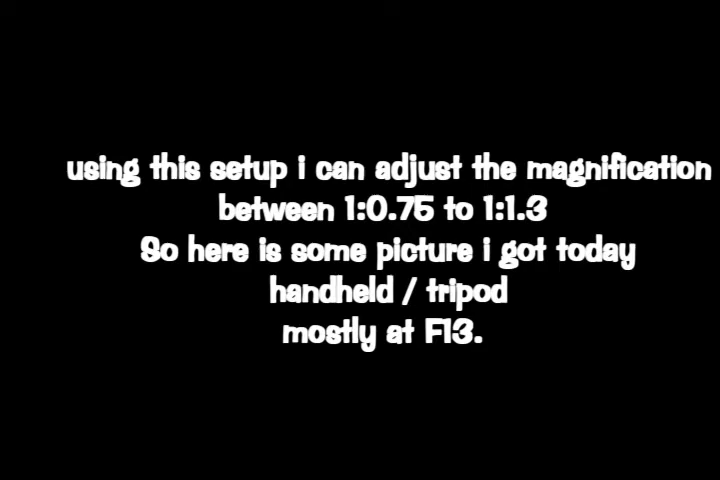 using this setup i can adjust the magnification
between 1:0.75 to 1:1.3
So here is some picture i got today
handheld / tripod
mostly at F13.